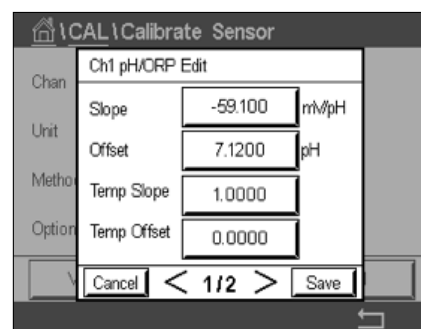 \CAL\Calibrate Sensor
Ch1 pH/ORP Edit
Chan
Slope -59.100 mV/pH
Unit
Offset 7.1200 pH
Metho
Temp Slope 1.0000
Option
Temp Offset 0.0000
Cancel < 1/2 > Save